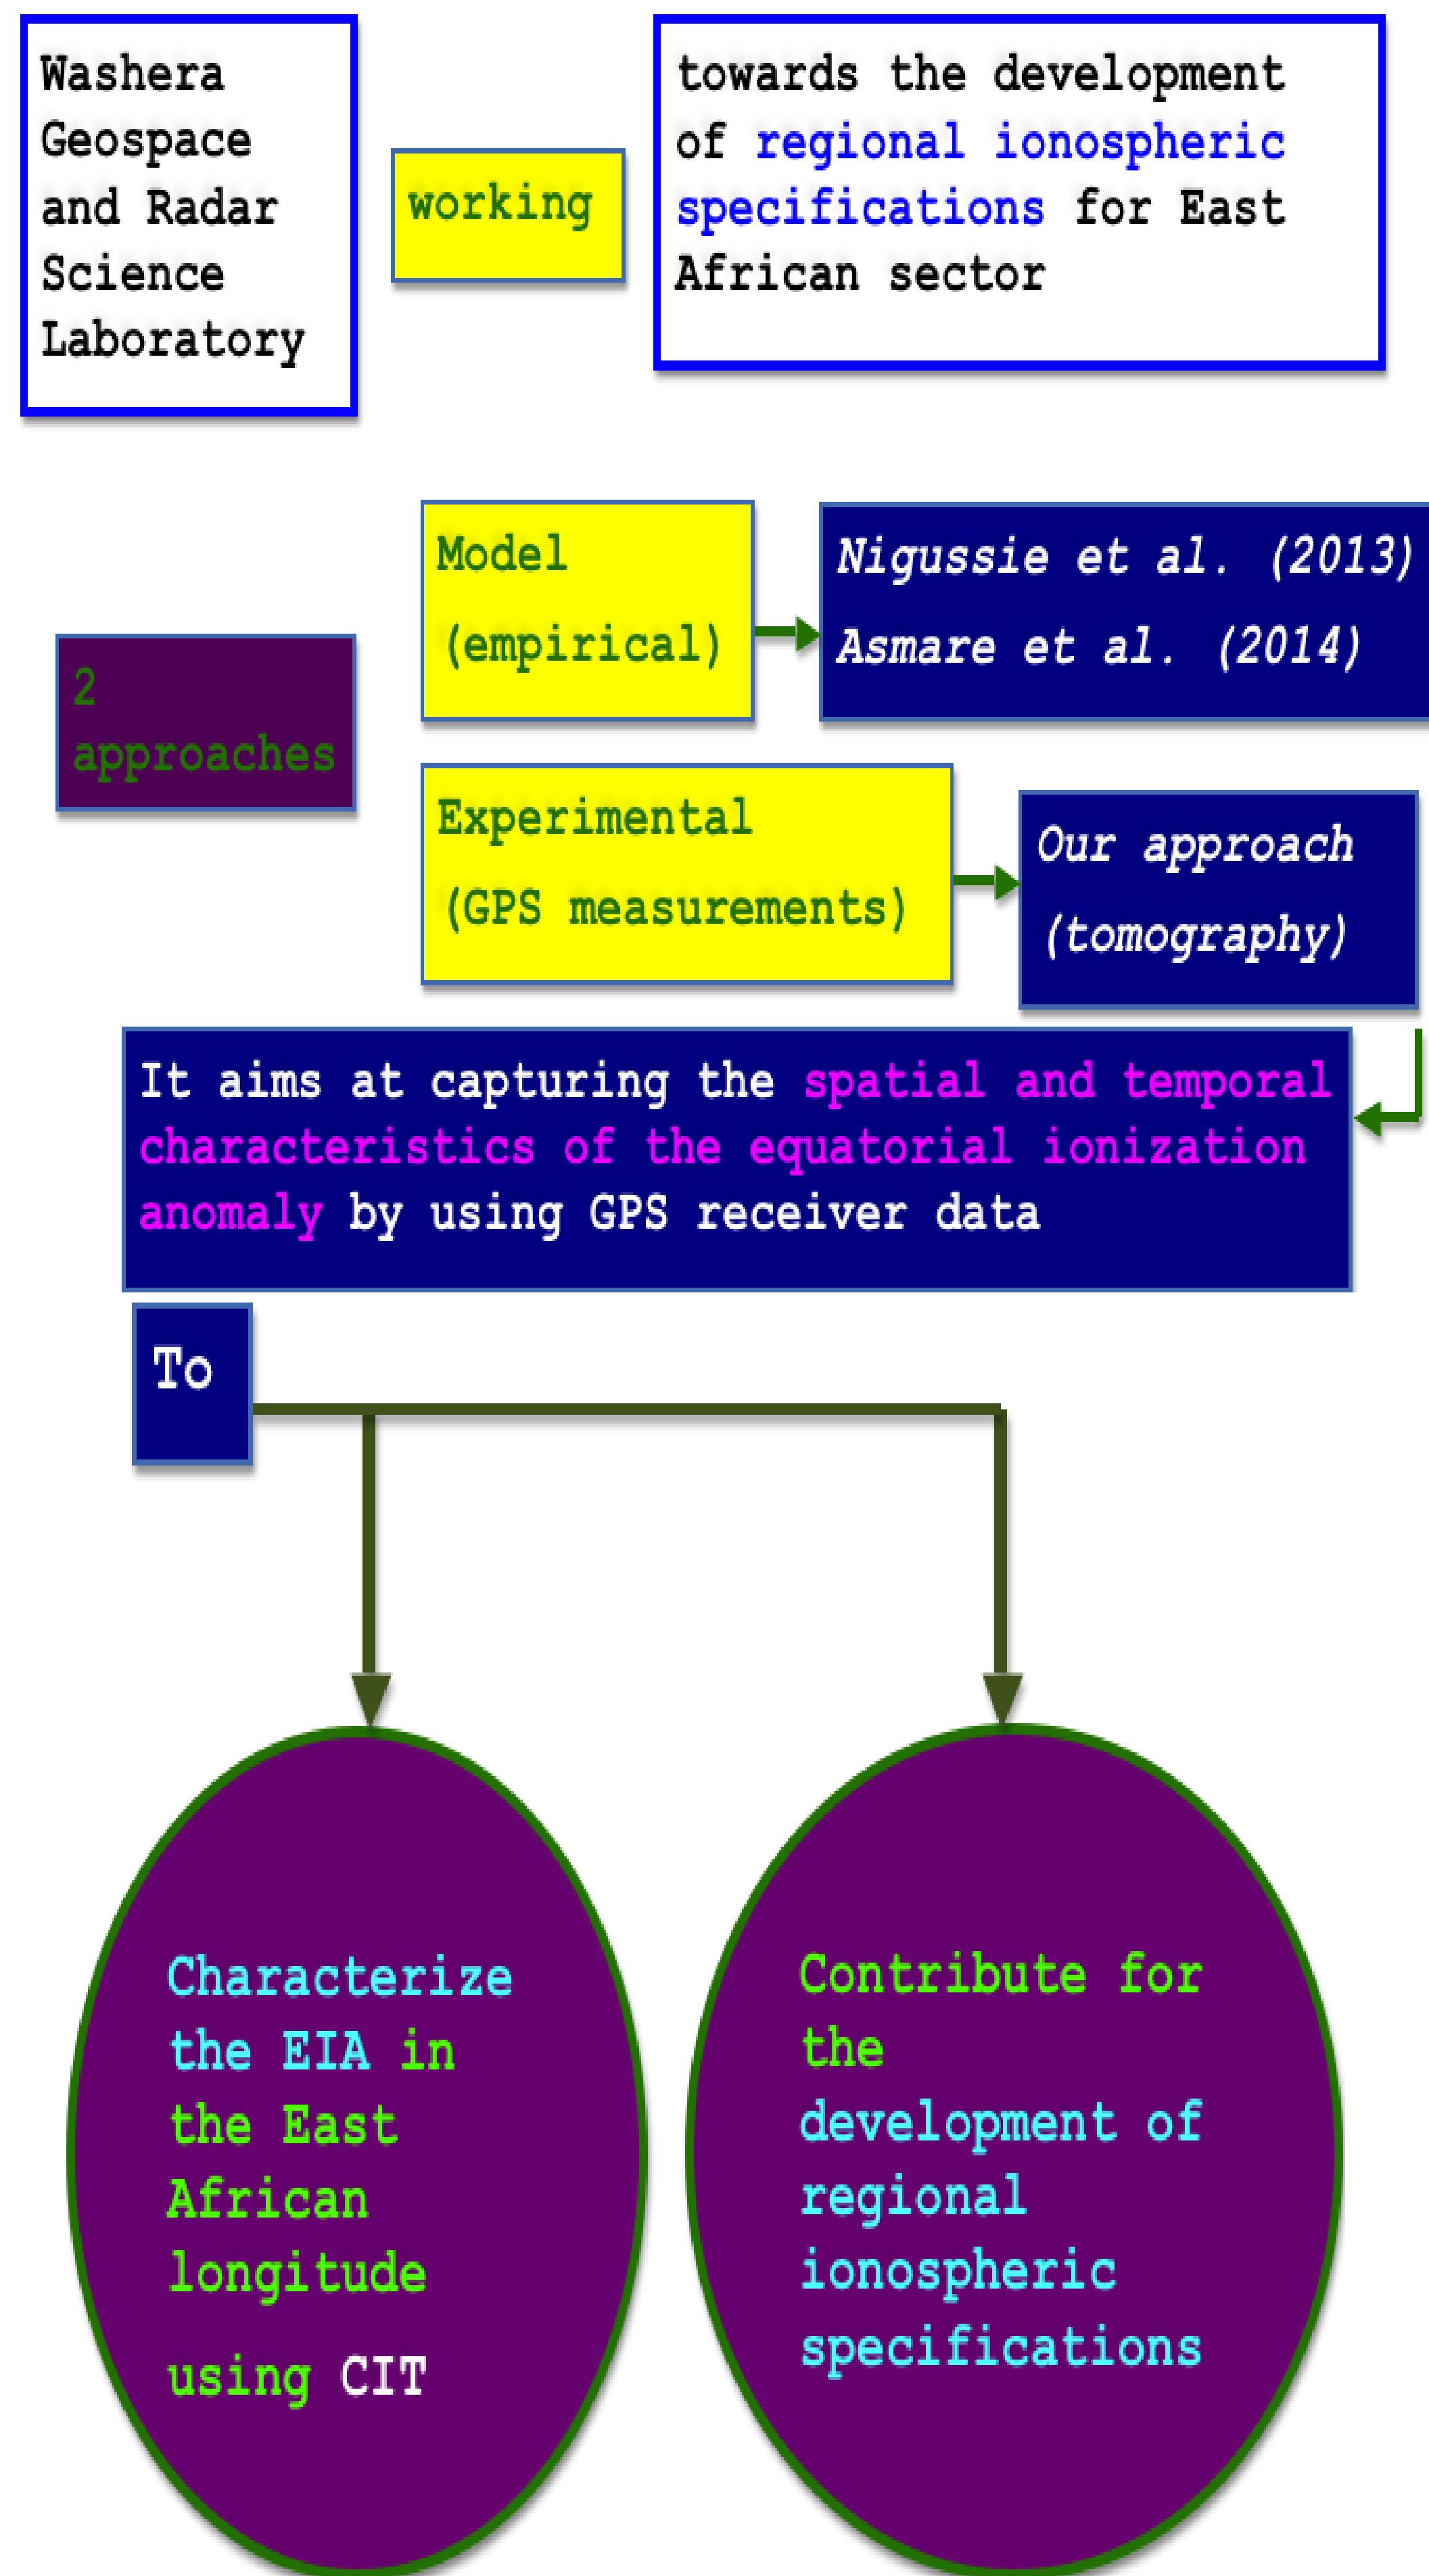 Washera
Geospace
and Radar
Science
Laboratory
working
towards the development
of regional ionospheric
specifications for East
African sector
2
approaches
Model
(empirical)
Nigussie et al. (2013)
Asmare et al. (2014)
Experimental
(GPS measurements)
Our approach
(tomography)
It aims at capturing the spatial and temporal
characteristics of the equatorial ionization
anomaly by using GPS receiver data
To
Characterize
the EIA in
the East
African
longitude
using CIT
Contribute for
the
development of
regional
ionospheric
specifications